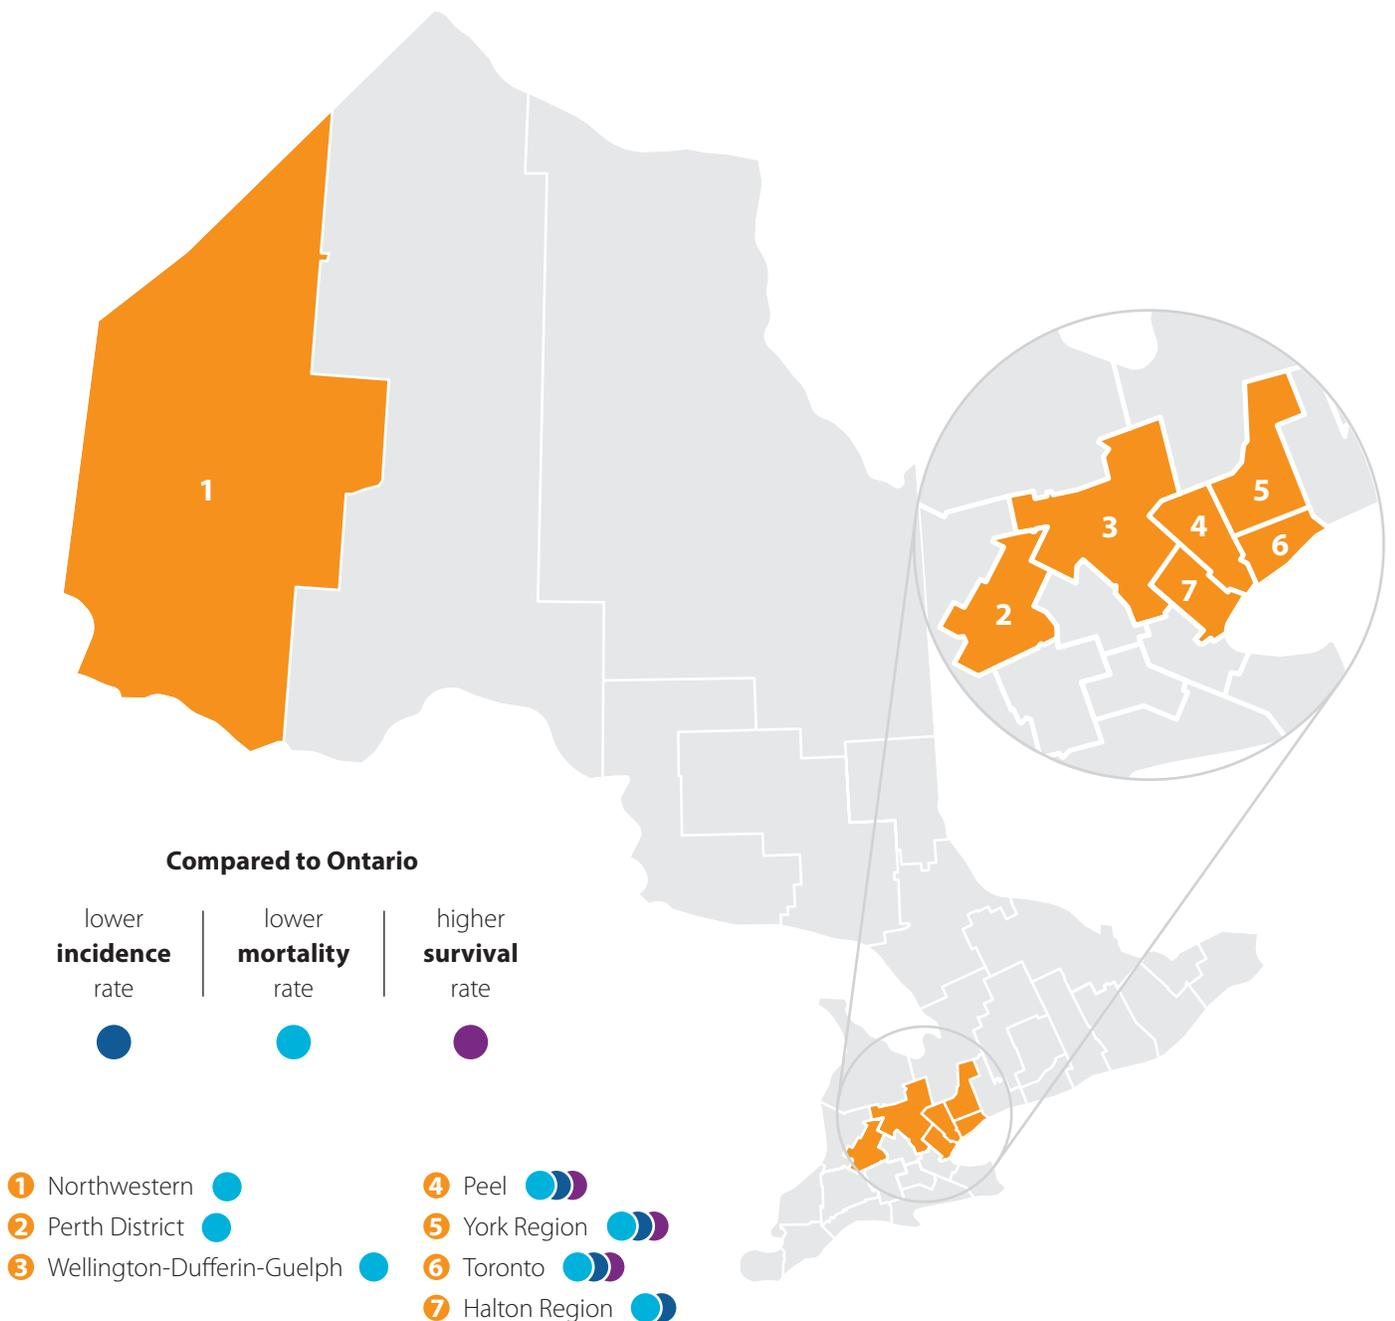 1
5
3
4
6
7
2
Compared to Ontario
lower
incidence
rate
lower
mortality
rate
higher
survival
rate
1 Northwestern
2 Perth District
3 Wellington-Dufferin-Guelph
4 Peel
5 York Region
6 Toronto
7 Halton Region